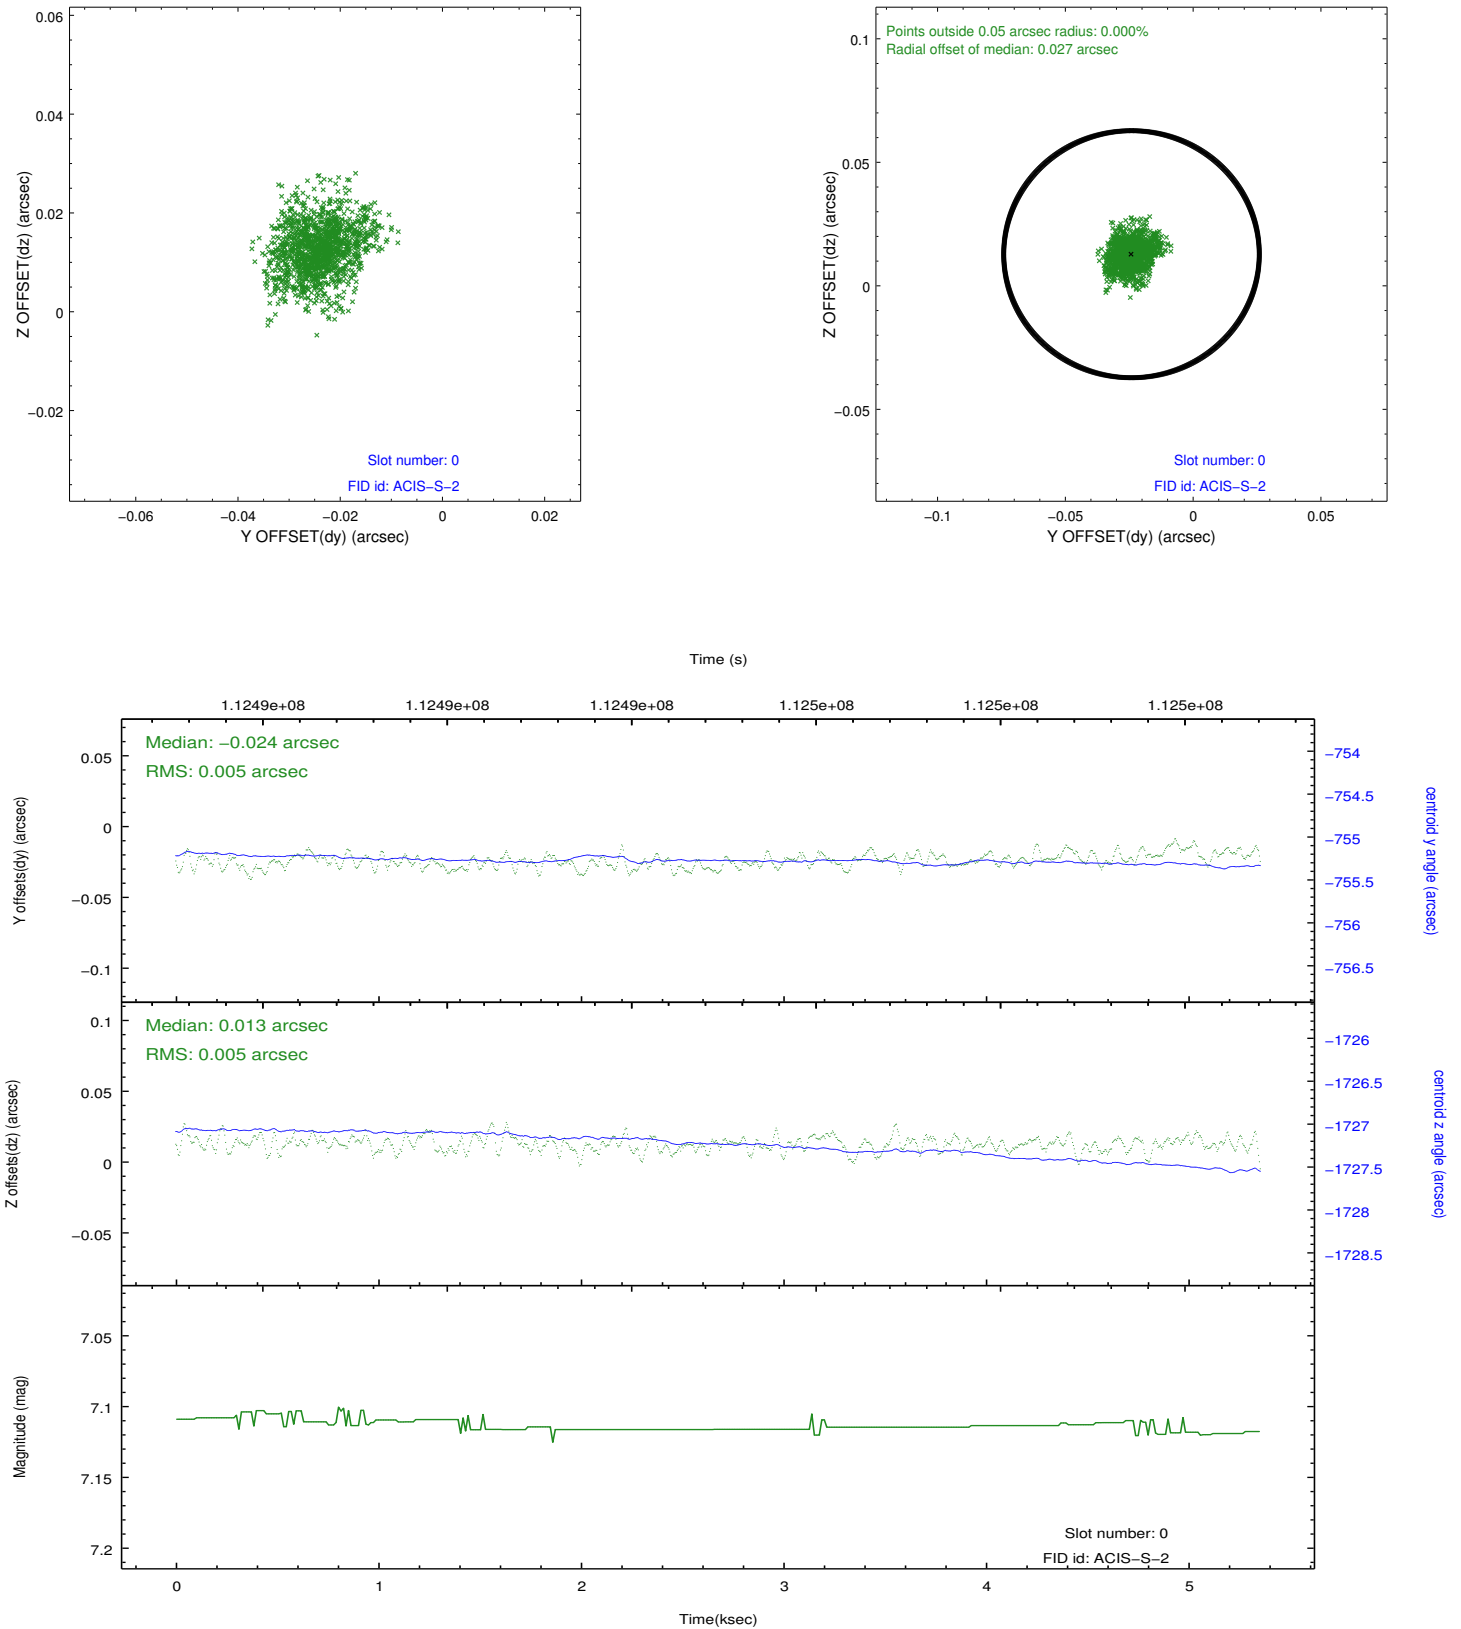 0.06
0.04
0.02
0
−0.02
Z OFFSET(dz) (arcsec)
Slot number: 0
FID id: ACIS−S−2
−0.06
−0.04
−0.02
0
0.02
Y OFFSET(dy) (arcsec)
Points outside 0.05 arcsec radius: 0.000%
Radial offset of median: 0.027 arcsec
0.1
0.05
0
−0.05
Z OFFSET(dz) (arcsec)
Slot number: 0
FID id: ACIS−S−2
−0.1
−0.05
0
0.05
Y OFFSET(dy) (arcsec)
Time (s)
1.1249e+08
1.1249e+08
1.1249e+08
1.125e+08
1.125e+08
1.125e+08
Median: −0.024 arcsec
RMS: 0.005 arcsec
0.05
0
−0.05
−0.1
Y offsets(dy) (arcsec)
−754
−754.5
−755
−755.5
−756
−756.5
centroid y angle (arcsec)
Median: 0.013 arcsec
RMS: 0.005 arcsec
0.1
0.05
0
−0.05
Z offsets(dz) (arcsec)
−1726
−1726.5
−1727
−1727.5
−1728
−1728.5
centroid z angle (arcsec)
7.05
7.1
7.15
7.2
Magnitude (mag)
Slot number: 0
FID id: ACIS−S−2
0
1
2
3
4
5
Time(ksec)